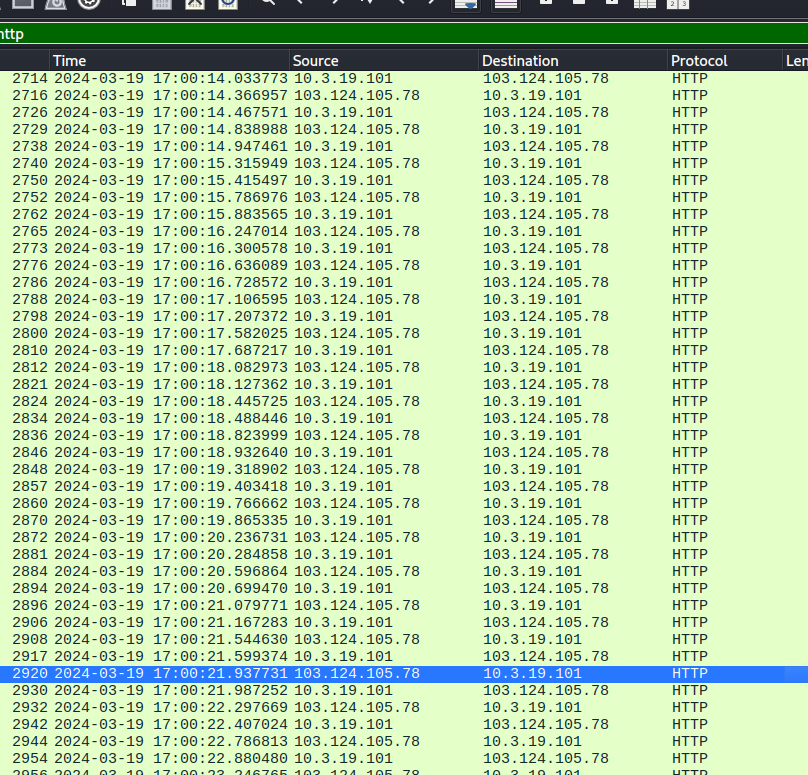 http
Time Source Destination Protocol Len
2714 2024-03-19 17:00:14.033773 10.3.19.101 103.124.105.78 HTTP
2716 2024-03-19 17:00:14.366957 103.124.105.78 10.3.19.101 HTTP
2726 2024-03-19 17:00:14.467571 10.3.19.101 103.124.105.78 HTTP
2729 2024-03-19 17:00:14.838988 103.124.105.78 10.3.19.101 HTTP
2738 2024-03-19 17:00:14.947461 10.3.19.101 103.124.105.78 HTTP
2740 2024-03-19 17:00:15.315949 103.124.105.78 10.3.19.101 HTTP
2750 2024-03-19 17:00:15.415497 10.3.19.101 103.124.105.78 HTTP
2752 2024-03-19 17:00:15.786976 103.124.105.78 10.3.19.101 HTTP
2762 2024-03-19 17:00:15.883565 10.3.19.101 103.124.105.78 HTTP
2765 2024-03-19 17:00:16.247014 103.124.105.78 10.3.19.101 HTTP
2773 2024-03-19 17:00:16.300578 10.3.19.101 103.124.105.78 HTTP
2776 2024-03-19 17:00:16.636089 103.124.105.78 10.3.19.101 HTTP
2786 2024-03-19 17:00:16.728572 10.3.19.101 103.124.105.78 HTTP
2788 2024-03-19 17:00:17.106595 103.124.105.78 10.3.19.101 HTTP
2798 2024-03-19 17:00:17.207372 10.3.19.101 103.124.105.78 HTTP
2800 2024-03-19 17:00:17.582025 103.124.105.78 10.3.19.101 HTTP
2810 2024-03-19 17:00:17.687217 10.3.19.101 103.124.105.78 HTTP
2812 2024-03-19 17:00:18.082973 103.124.105.78 10.3.19.101 HTTP
2821 2024-03-19 17:00:18.127362 10.3.19.101 103.124.105.78 HTTP
2824 2024-03-19 17:00:18.445725 103.124.105.78 10.3.19.101 HTTP
2834 2024-03-19 17:00:18.488446 10.3.19.101 103.124.105.78 HTTP
2836 2024-03-19 17:00:18.823999 103.124.105.78 10.3.19.101 HTTP
2846 2024-03-19 17:00:18.932640 10.3.19.101 103.124.105.78 HTTP
2848 2024-03-19 17:00:19.318902 103.124.105.78 10.3.19.101 HTTP
2857 2024-03-19 17:00:19.403418 10.3.19.101 103.124.105.78 HTTP
2860 2024-03-19 17:00:19.766662 103.124.105.78 10.3.19.101 HTTP
2870 2024-03-19 17:00:19.865335 10.3.19.101 103.124.105.78 HTTP
2872 2024-03-19 17:00:20.236731 103.124.105.78 10.3.19.101 HTTP
2881 2024-03-19 17:00:20.284858 10.3.19.101 103.124.105.78 HTTP
2884 2024-03-19 17:00:20.596864 103.124.105.78 10.3.19.101 HTTP
2894 2024-03-19 17:00:20.699470 10.3.19.101 103.124.105.78 HTTP
2896 2024-03-19 17:00:21.079771 103.124.105.78 10.3.19.101 HTTP
2906 2024-03-19 17:00:21.167283 10.3.19.101 103.124.105.78 HTTP
2908 2024-03-19 17:00:21.544630 103.124.105.78 10.3.19.101 HTTP
2917 2024-03-19 17:00:21.599374 10.3.19.101 103.124.105.78 HTTP
2920 2024-03-19 17:00:21.937731 103.124.105.78 10.3.19.101 HTTP
2930 2024-03-19 17:00:21.987252 10.3.19.101 103.124.105.78 HTTP
2932 2024-03-19 17:00:22.297669 103.124.105.78 10.3.19.101 HTTP
2942 2024-03-19 17:00:22.407024 10.3.19.101 103.124.105.78 HTTP
2944 2024-03-19 17:00:22.786813 103.124.105.78 10.3.19.101 HTTP
2954 2024-03-19 17:00:22.880480 10.3.19.101 103.124.105.78 HTTP
2956 2024-03-19 17:00:23.246765 103.124.105.78 10.3.19.101 HTTP